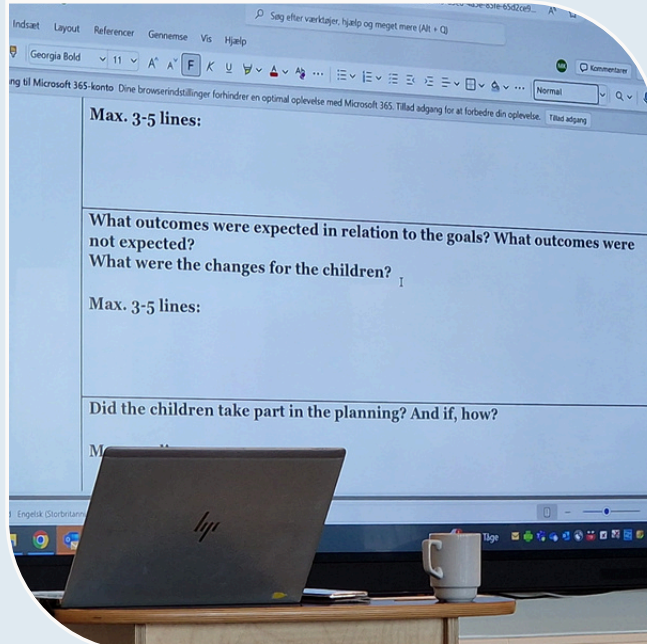 Søg efter værktøjer, hjælp og meget mere (Alt + Q)
Indsæt Layout Referencer Gennemse Vis Hjælp
Georgia Bold 11 F K U Kommentarer
ng til Microsoft 365-konto Dine browserindstillinger forhindrer en optimal oplevelse med Microsoft 365. Tillad adgang for at forbedre din oplevelse. Tillad adgang
Normal
Max. 3-5 lines:
What outcomes were expected in relation to the goals? What outcomes were
not expected?
What were the changes for the children?
Max. 3-5 lines:
Did the children take part in the planning? And if, how?
Engelsk (Storbritanni
hp